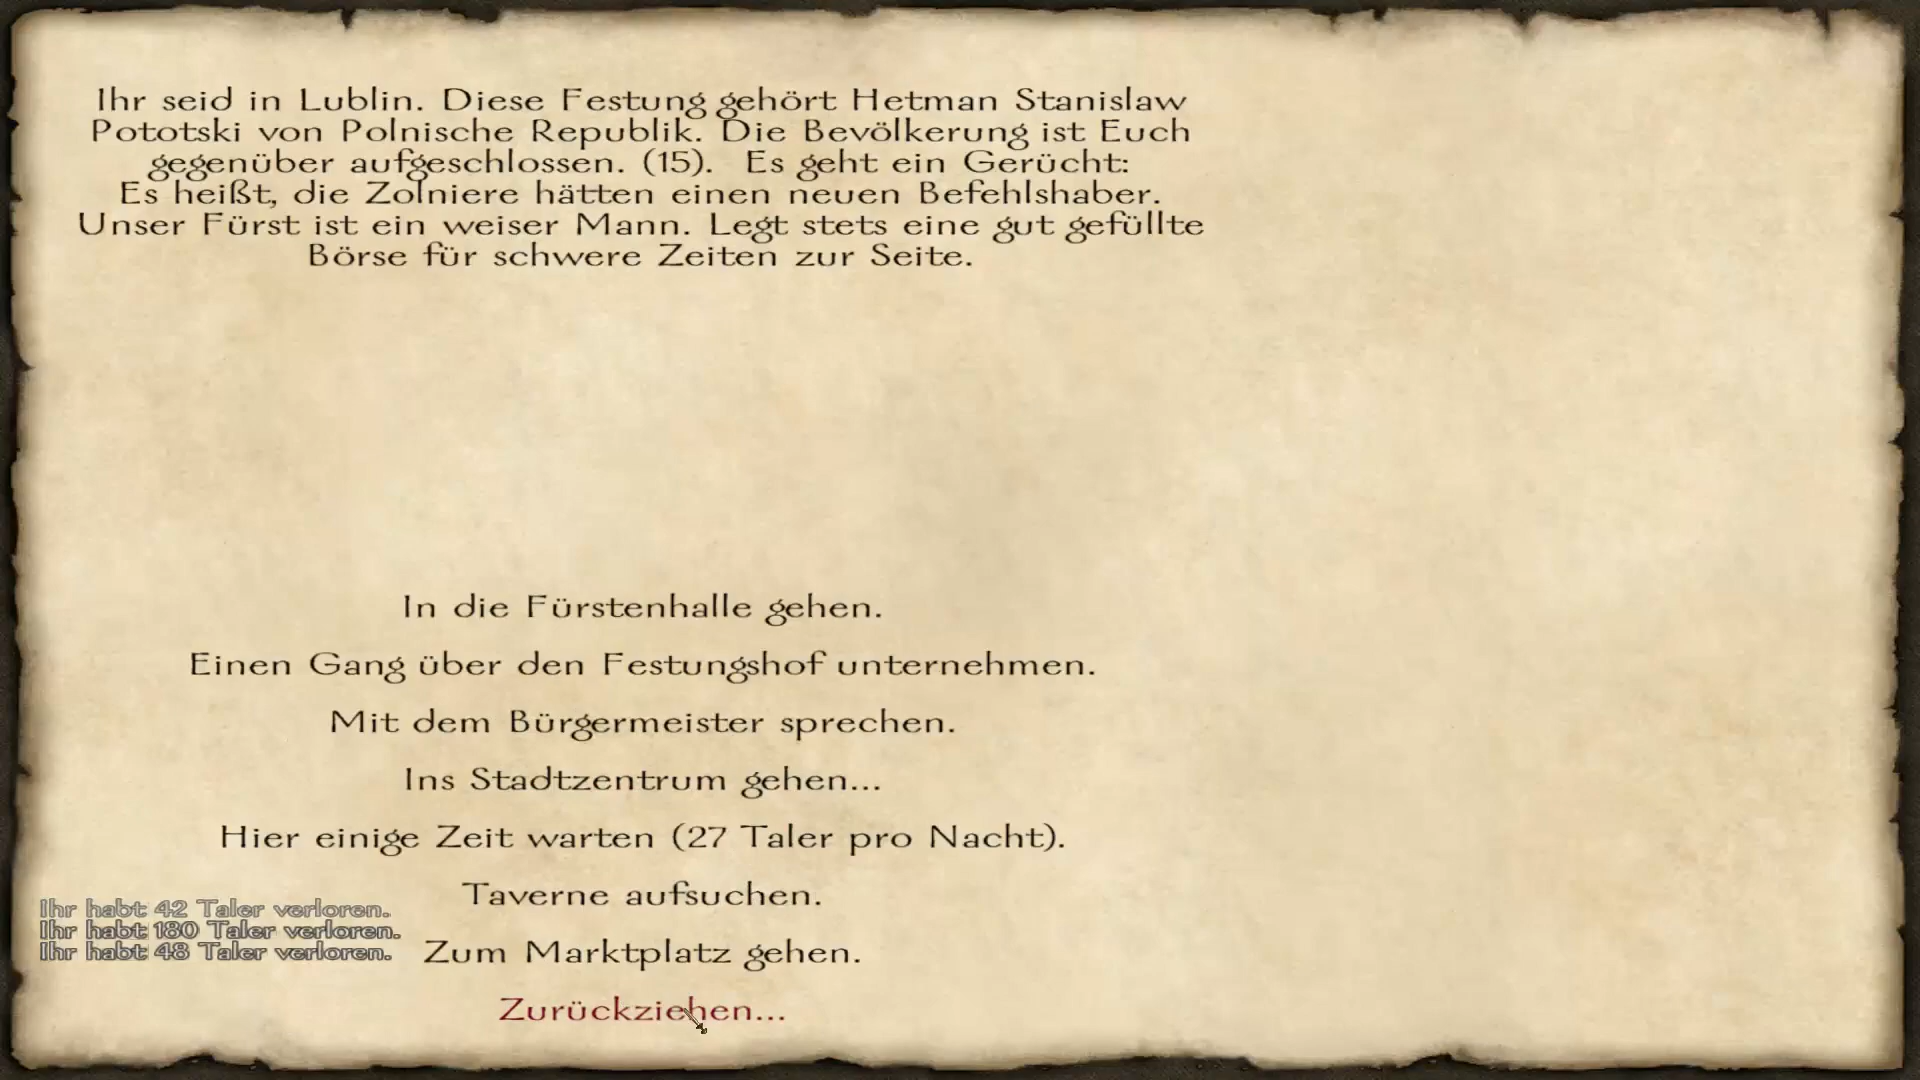 Ihr seid in Lublin. Diese Festung gehört Hetman Stanislaw
Pototski von Polnische Republik. Die Bevölkerung ist Euch
gegenüber aufgeschlossen. (15).  Es geht ein Gerücht:
Es heißt, die Zolniere hätten einen neuen Befehlshaber.
Unser Fürst ist ein weiser Mann. Legt stets eine gut gefüllte
Börse für schwere Zeiten zur Seite.
In die Fürstenhalle gehen.
Einen Gang über den Festungshof unternehmen.
Mit dem Bürgermeister sprechen.
Ins Stadtzentrum gehen...
Hier einige Zeit warten (27 Taler pro Nacht).
Taverne aufsuchen.
Ihr habt 42 Taler verloren.
Ihr habt 180 Taler verloren.
Ihr habt 48 Taler verloren.
Zum Marktplatz gehen.
Zurückziehen...